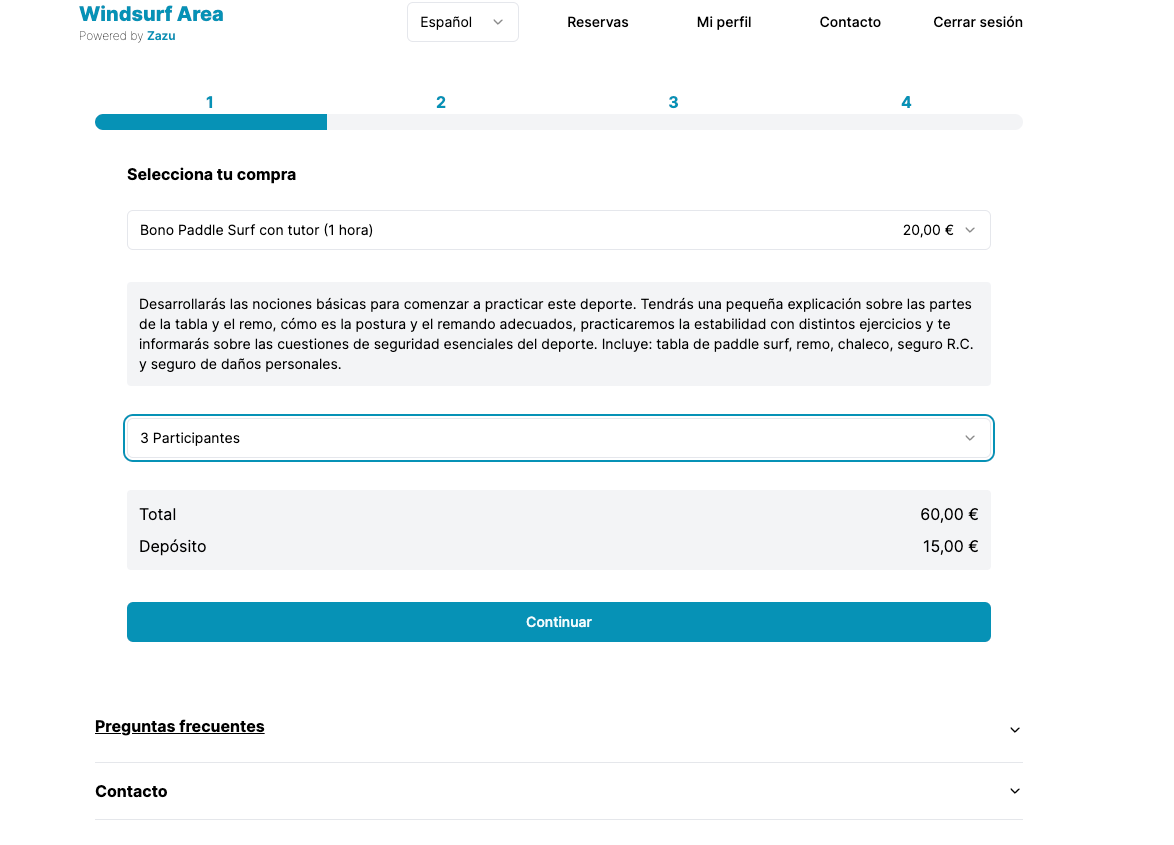 Windsurf Area
Powered by Zazu
Español
Reservas
Mi perfil
Contacto
Cerrar sesión
1
2
3
4
Selecciona tu compra
Bono Paddle Surf con tutor (1 hora) 20,00 €
Desarrollarás las nociones básicas para comenzar a practicar este deporte. Tendrás una pequeña explicación sobre las partes
de la tabla y el remo, cómo es la postura y el remando adecuados, practicaremos la estabilidad con distintos ejercicios y te
informarás sobre las cuestiones de seguridad esenciales del deporte. Incluye: tabla de paddle surf, remo, chaleco, seguro R.C.
y seguro de daños personales.
3 Participantes
Total 60,00 €
Depósito 15,00 €
Continuar
Preguntas frecuentes
Contacto